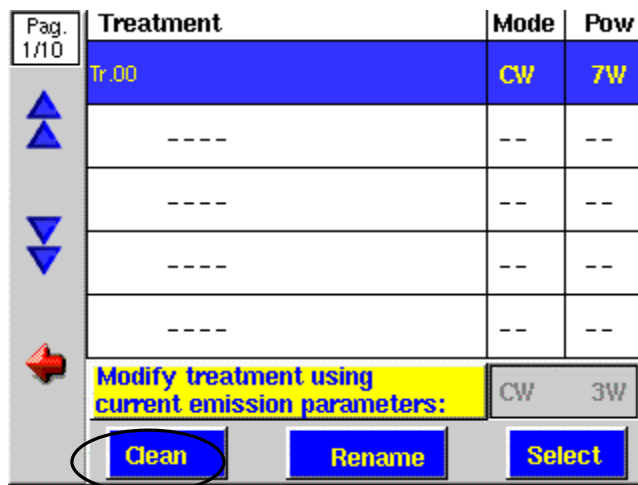 Pag. Treatment Mode Pow
1/10
Tr.00 CW 7W
---- -- --
---- -- --
---- -- --
---- -- --
Modify treatment using
current emission parameters: CW 3W
Clean Rename Select